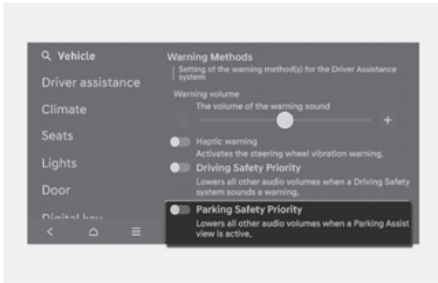 Vehicle
Driver assistance
Climate
Seats
Lights
Door
Digital key
Warning Methods
Setting of the warning method(s) for the Driver Assistance
system
Warning volume
The volume of the warning sound
+
Haptic warning
Activates the steering wheel vibration warning.
Driving Safety Priority
Lowers all other audio volumes when a Driving Safety
system sounds a warning.
Parking Safety Priority
Lowers all other audio volumes when a Parking Assist
view is active.